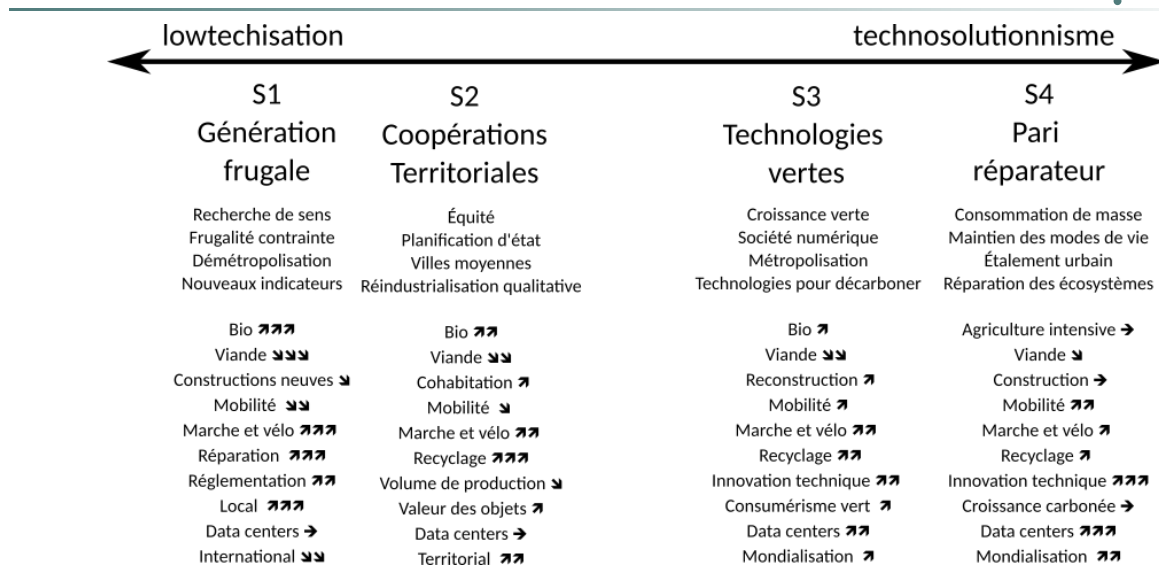 lowtechisation
technosolutionnisme
S1
Génération
frugale
Recherche de sens
Frugalité contrainte
Démétropolisation
Nouveaux indicateurs
Bio ↗↗↗
Viande ↘↘↘
Constructions neuves ↘
Mobilité ↘↘
Marche et vélo ↗↗↗
Réparation ↗↗↗
Réglementation ↗↗
Local ↗↗↗
Data centers →
International ↘↘
S2
Coopérations
Territoriales
Équité
Planification d'état
Villes moyennes
Réindustrialisation qualitative
Bio ↗↗
Viande ↘↘
Cohabitation ↗
Mobilité ↘
Marche et vélo ↗↗
Recyclage ↗↗↗
Volume de production ↘
Valeur des objets ↗
Data centers →
Territorial ↗↗
S3
Technologies
vertes
Croissance verte
Société numérique
Métropolisation
Technologies pour décarboner
Bio ↗
Viande ↘↘
Reconstruction ↗
Mobilité ↗
Marche et vélo ↗↗
Recyclage ↗↗
Innovation technique ↗↗
Consumérisme vert ↗
Data centers ↗↗
Mondialisation ↗
S4
Pari
réparateur
Consommation de masse
Maintien des modes de vie
Étalement urbain
Réparation des écosystèmes
Agriculture intensive →
Viande ↘
Construction →
Mobilité ↗↗
Marche et vélo ↗
Recyclage ↗
Innovation technique ↗↗↗
Croissance carbonée →
Data centers ↗↗↗
Mondialisation ↗↗